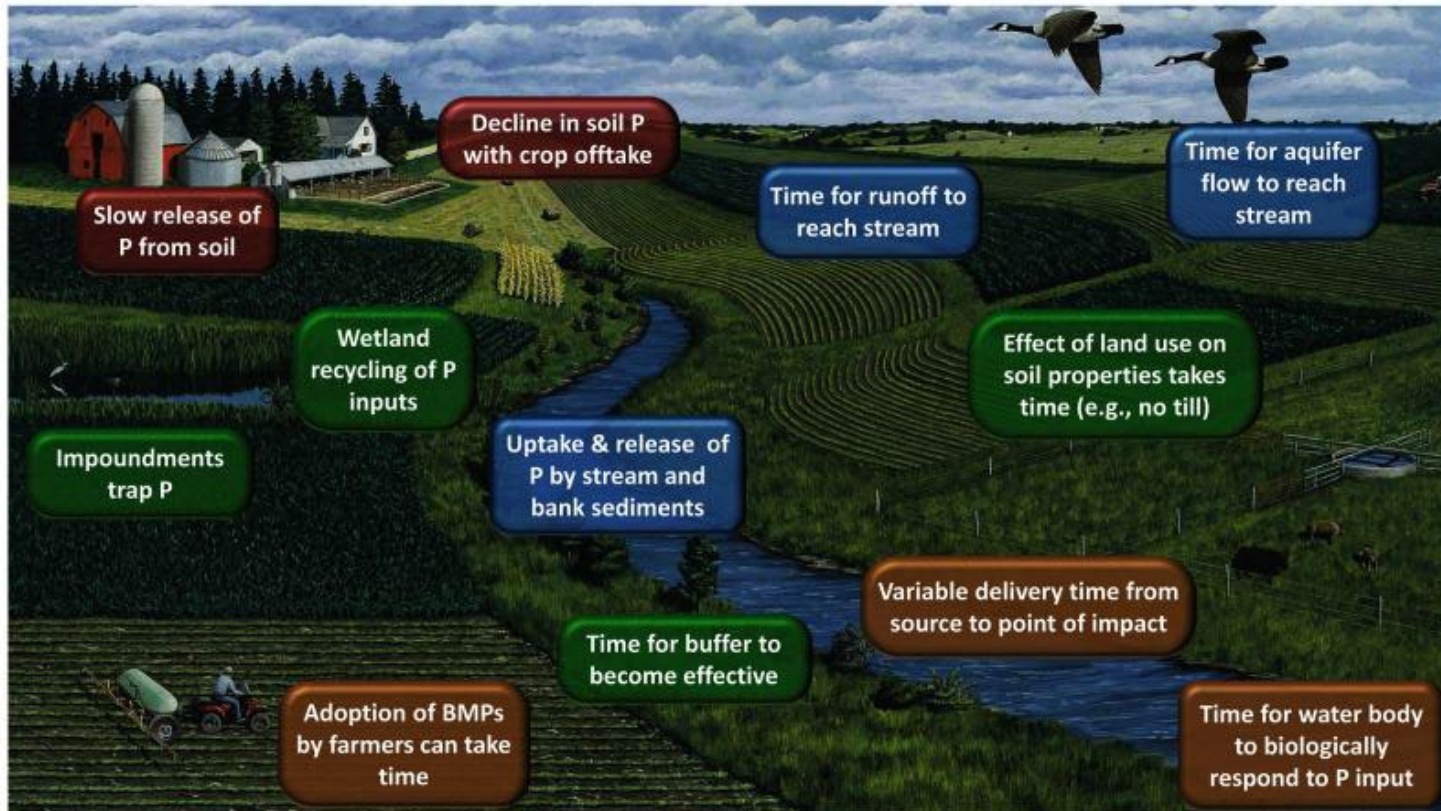 Decline in soil P
with crop offtake
Time for aquifer
flow to reach
stream
Time for runoff to
reach stream
Slow release of
P from soil
Wetland
recycling of P
inputs
Effect of land use on
soil properties takes
time (e.g., no till)
Impoundments
trap P
Uptake & release of
P by stream and
bank sediments
Variable delivery time from
source to point of impact
Time for buffer to
become effective
Adoption of BMPs
by farmers can take
time
Time for water body
to biologically
respond to P input